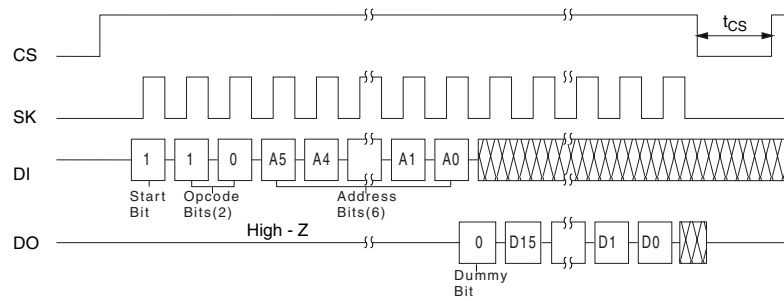 tCS
CS
SK
DI
1 1 0 A5 A4 A1 A0
Start
Bit
Opcode
Bits(2)
Address
Bits(6)
High - Z
DO
0 D15 D1 D0
Dummy
Bit